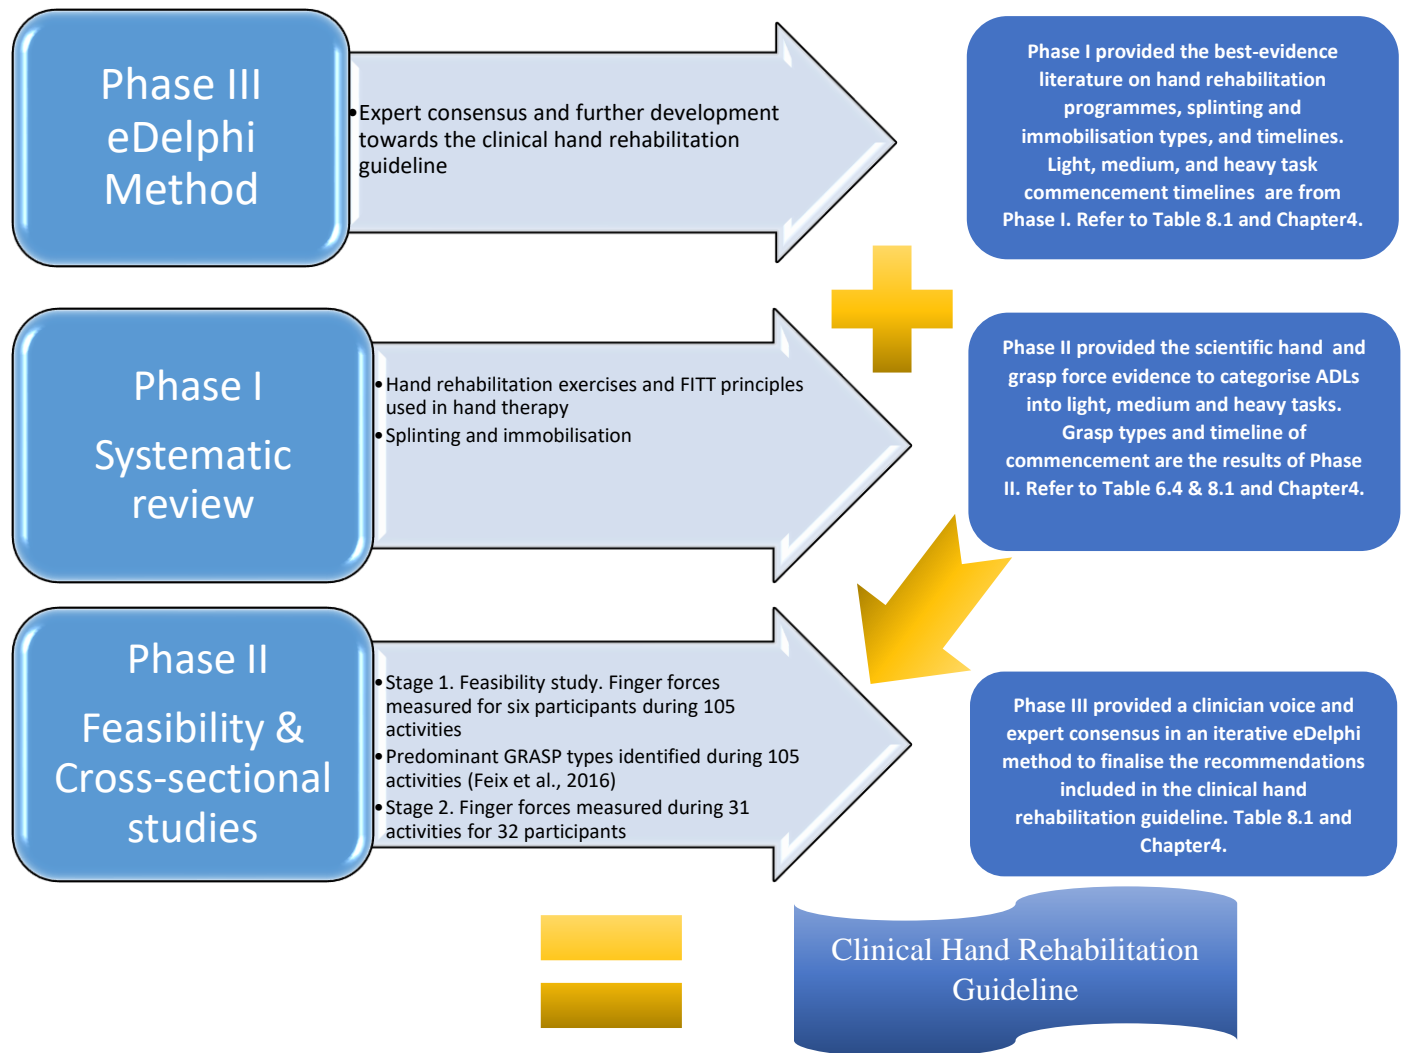 Phase III
eDelphi
Method
•Expert consensus and further development
towards the clinical hand rehabilitation
guideline
Phase I provided the best-evidence
literature on hand rehabilitation
programmes, splinting and
immobilisation types, and timelines.
Light, medium, and heavy task
commencement timelines are from
Phase I. Refer to Table 8.1 and Chapter4.
Phase I
Systematic
review
•Hand rehabilitation exercises and FITT principles
used in hand therapy
•Splinting and immobilisation
Phase II provided the scientific hand and
grasp force evidence to categorise ADLs
into light, medium and heavy tasks.
Grasp types and timeline of
commencement are the results of Phase
II. Refer to Table 6.4 & 8.1 and Chapter4.
Phase II
Feasibility &
Cross-sectional
studies
•Stage 1. Feasibility study. Finger forces
measured for six participants during 105
activities
•Predominant GRASP types identified during 105
activities (Feix et al., 2016)
•Stage 2. Finger forces measured during 31
activities for 32 participants
Phase III provided a clinician voice and
expert consensus in an iterative eDelphi
method to finalise the recommendations
included in the clinical hand
rehabilitation guideline. Table 8.1 and
Chapter4.
Clinical Hand Rehabilitation
Guideline